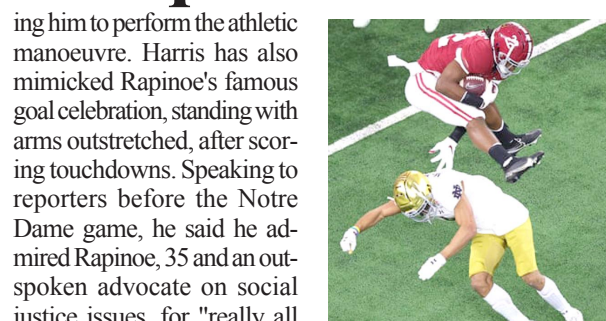 ing him to perform the athletic
manoeuvre. Harris has also
mimicked Rapinoe's famous
goal celebration, standing with
arms outstretched, after scor-
ing touchdowns. Speaking to
reporters before the Notre
Dame game, he said he ad-
mired Rapinoe, 35 and an out-
spoken advocate on social
justice issues, for "really all
22